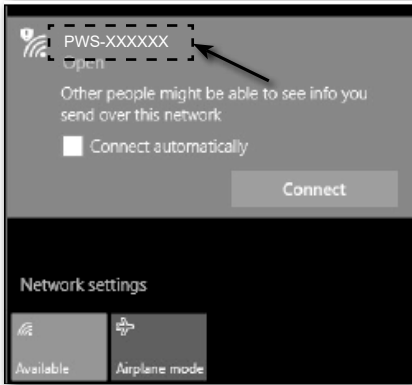 PWS-XXXXXX
Open
Other people might be able to see info you
send over this network
Connect automatically
Connect
Network settings
Available
Airplane mode